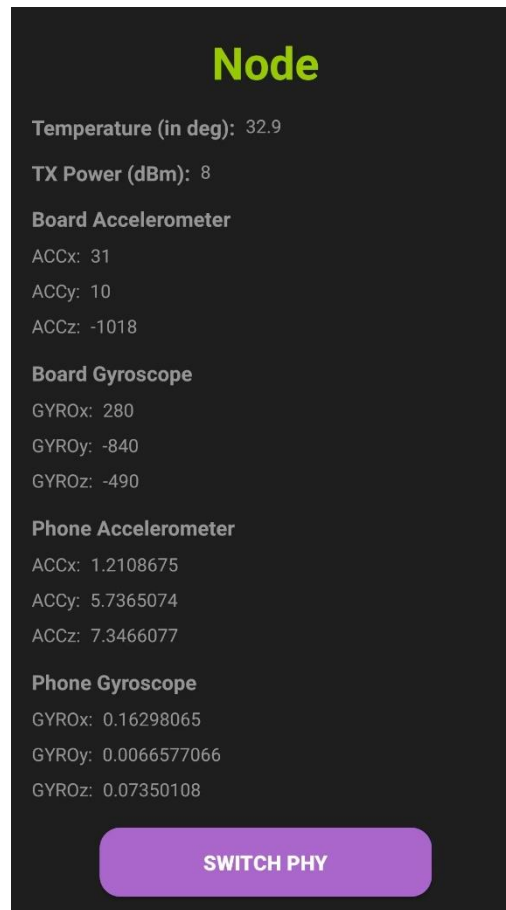 Node
Temperature (in deg): 32.9
TX Power (dBm): 8
Board Accelerometer
ACCx: 31
ACCy: 10
ACCz: -1018
Board Gyroscope
GYROx: 280
GYROy: -840
GYROz: -490
Phone Accelerometer
ACCx: 1.2108675
ACCy: 5.7365074
ACCz: 7.3466077
Phone Gyroscope
GYROx: 0.16298065
GYROy: 0.0066577066
GYROz: 0.07350108
SWITCH PHY